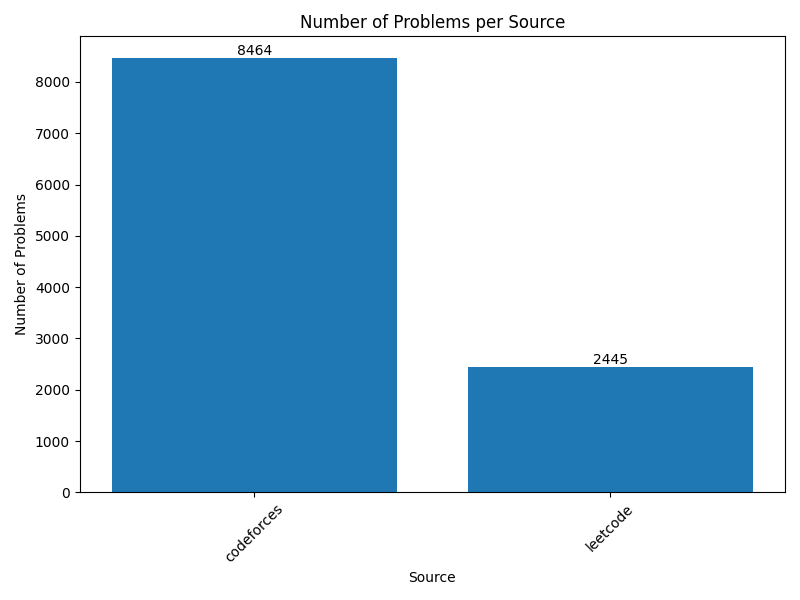 Number of Problems per Source
8464
8000
7000
6000
5000
4000
3000
2000
1000
0
Number of Problems
2445
codeforces
leetcode
Source